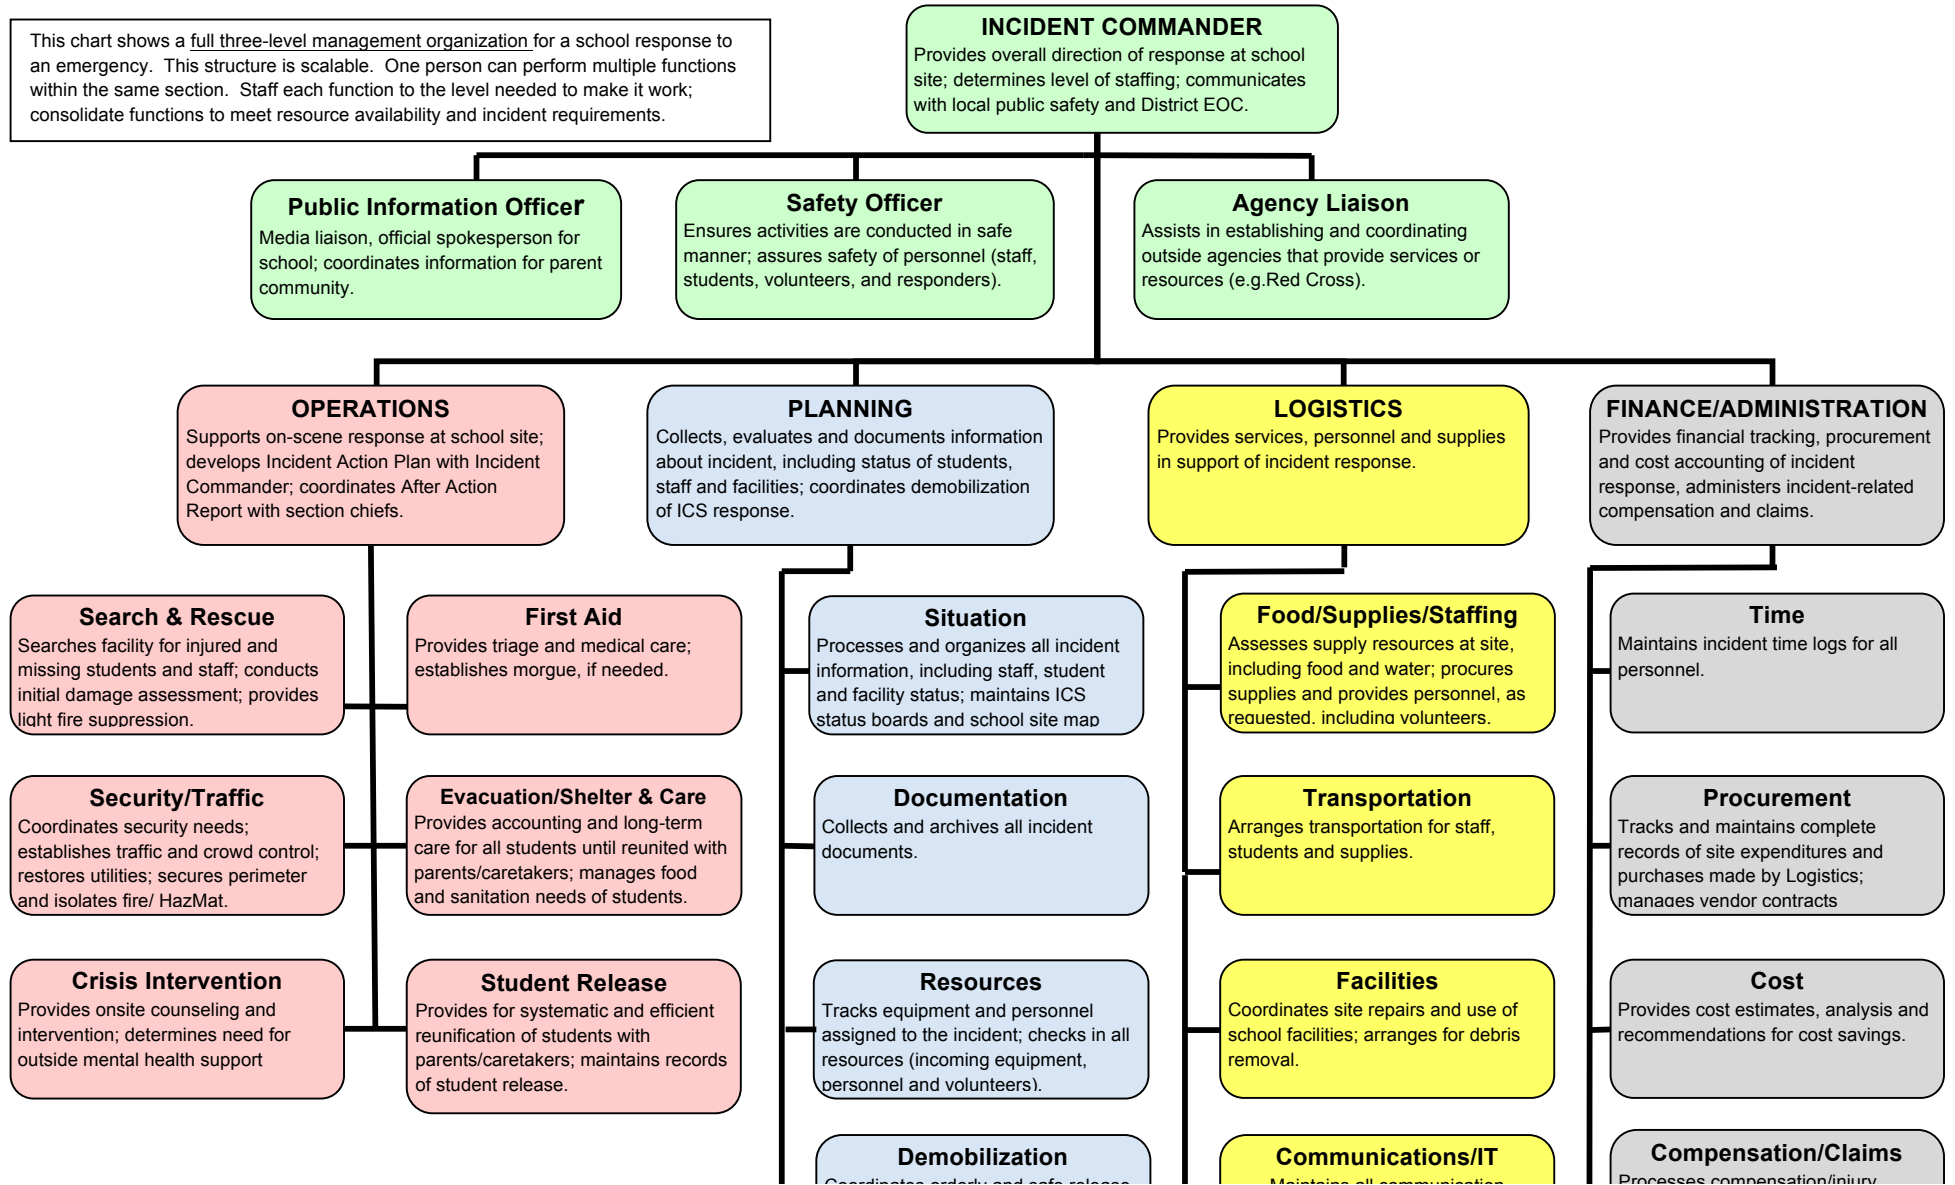 This chart shows a full three-level management organization for a school response to
an emergency. This structure is scalable. One person can perform multiple functions
within the same section. Staff each function to the level needed to make it work;
consolidate functions to meet resource availability and incident requirements.
INCIDENT COMMANDER
Provides overall direction of response at school
site; determines level of staffing; communicates
with local public safety and District EOC.
Public Information Officer
Media liaison, official spokesperson for
school; coordinates information for parent
community.
Safety Officer
Ensures activities are conducted in safe
manner; assures safety of personnel (staff,
students, volunteers, and responders).
Agency Liaison
Assists in establishing and coordinating
outside agencies that provide services or
resources (e.g.Red Cross).
OPERATIONS
Supports on-scene response at school site;
develops Incident Action Plan with Incident
Commander; coordinates After Action
Report with section chiefs.
PLANNING
Collects, evaluates and documents information
about incident, including status of students,
staff and facilities; coordinates demobilization
of ICS response.
LOGISTICS
Provides services, personnel and supplies
in support of incident response.
FINANCE/ADMINISTRATION
Provides financial tracking, procurement
and cost accounting of incident
response, administers incident-related
compensation and claims.
Search & Rescue
Searches facility for injured and
missing students and staff; conducts
initial damage assessment; provides
light fire suppression.
First Aid
Provides triage and medical care;
establishes morgue, if needed.
Situation
Processes and organizes all incident
information, including staff, student
and facility status; maintains ICS
status boards and school site map
Food/Supplies/Staffing
Assesses supply resources at site,
including food and water; procures
supplies and provides personnel, as
requested, including volunteers.
Time
Maintains incident time logs for all
personnel.
Security/Traffic
Coordinates security needs;
establishes traffic and crowd control;
restores utilities; secures perimeter
and isolates fire/ HazMat.
Evacuation/Shelter & Care
Provides accounting and long-term
care for all students until reunited with
parents/caretakers; manages food
and sanitation needs of students.
Documentation
Collects and archives all incident
documents.
Transportation
Arranges transportation for staff,
students and supplies.
Procurement
Tracks and maintains complete
records of site expenditures and
purchases made by Logistics;
manages vendor contracts
Crisis Intervention
Provides onsite counseling and
intervention; determines need for
outside mental health support
Student Release
Provides for systematic and efficient
reunification of students with
parents/caretakers; maintains records
of student release.
Resources
Tracks equipment and personnel
assigned to the incident; checks in all
resources (incoming equipment,
personnel and volunteers).
Facilities
Coordinates site repairs and use of
school facilities; arranges for debris
removal.
Cost
Provides cost estimates, analysis and
recommendations for cost savings.
Demobilization
Coordinates orderly and safe release
Communications/IT
Maintains all communication
Compensation/Claims
Processes compensation/injury